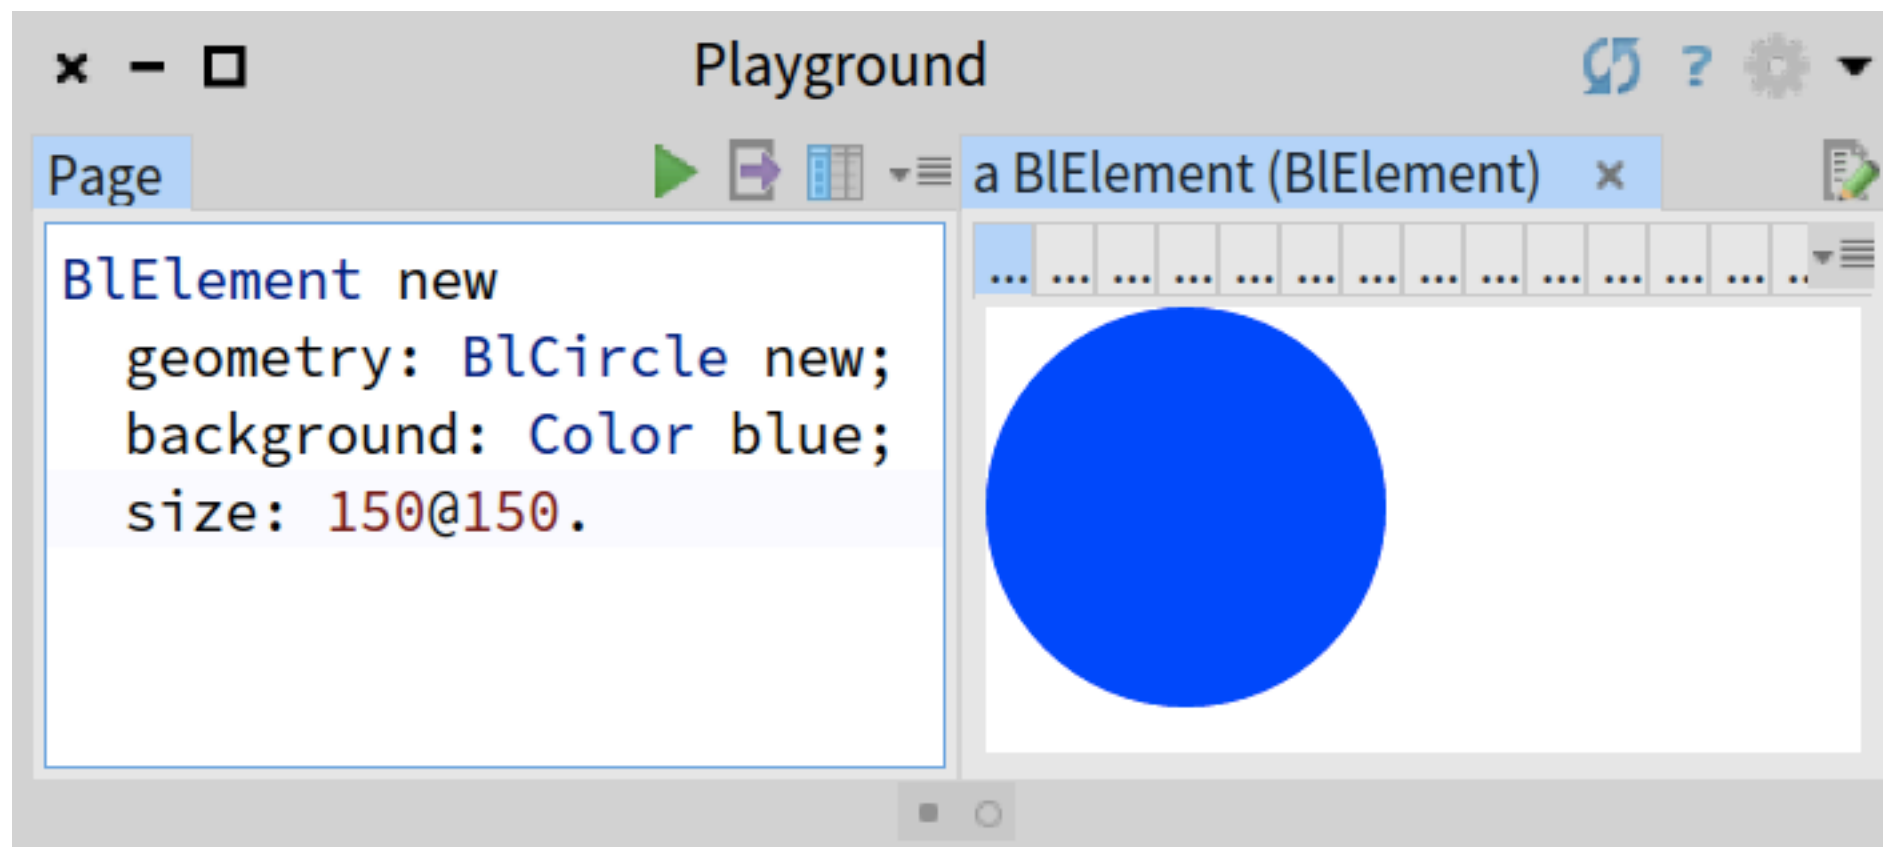 Playground
?
Page
a BlElement (BlElement)
... ... ... ... ... ... ... ... ... ... ... ... ... ..
BlElement new
geometry: BlCircle new;
background: Color blue;
size: 150@150.